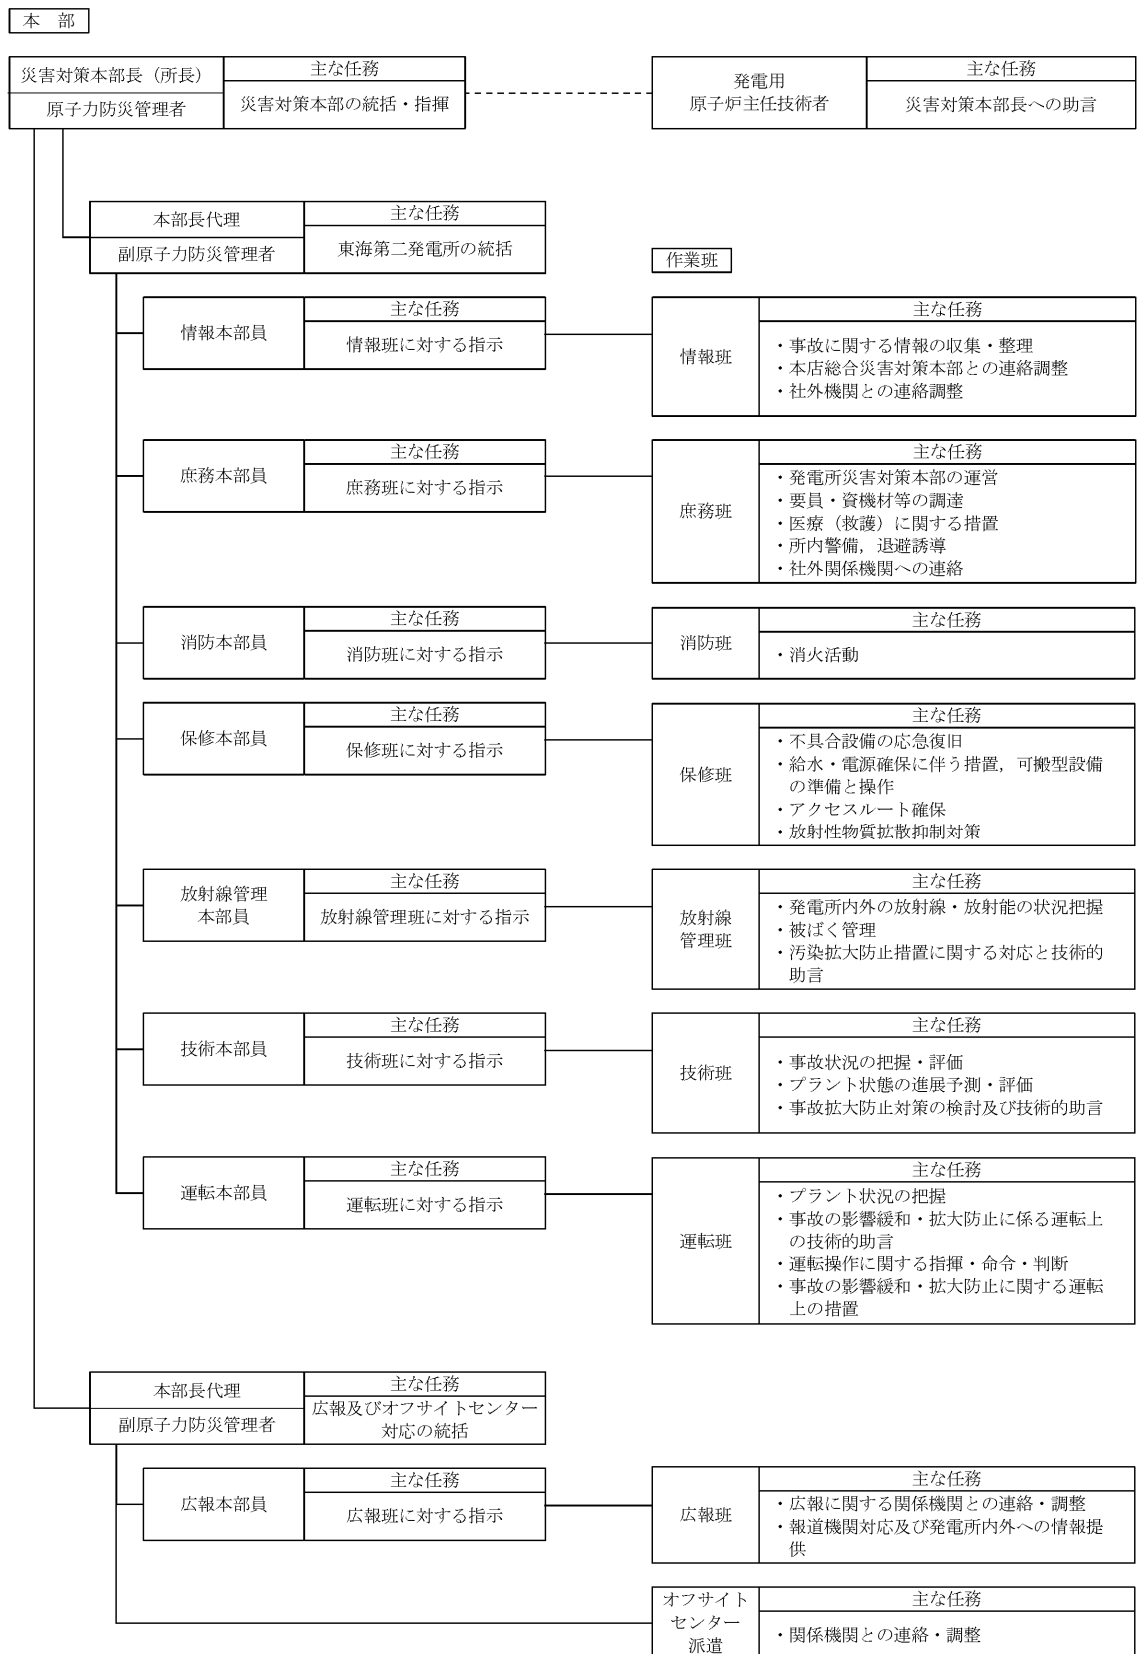 本　部
災害対策本部長（所長）
原子力防災管理者
主な任務
災害対策本部の統括・指揮
発電用
原子炉主任技術者
主な任務
災害対策本部長への助言
本部長代理
副原子力防災管理者
主な任務
東海第二発電所の統括
作業班
情報本部員
主な任務
情報班に対する指示
情報班
主な任務
・事故に関する情報の収集・整理
・本店総合災害対策本部との連絡調整
・社外機関との連絡調整
庶務本部員
主な任務
庶務班に対する指示
庶務班
主な任務
・発電所災害対策本部の運営
・要員・資機材等の調達
・医療（救護）に関する措置
・所内警備，退避誘導
・社外関係機関への連絡
消防本部員
主な任務
消防班に対する指示
消防班
主な任務
・消火活動
保修本部員
主な任務
保修班に対する指示
保修班
主な任務
・不具合設備の応急復旧
・給水・電源確保に伴う措置，可搬型設備
の準備と操作
・アクセスルート確保
・放射性物質拡散抑制対策
放射線管理
本部員
主な任務
放射線管理班に対する指示
放射線
管理班
主な任務
・発電所内外の放射線・放射能の状況把握
・被ばく管理
・汚染拡大防止措置に関する対応と技術的
助言
技術本部員
主な任務
技術班に対する指示
技術班
主な任務
・事故状況の把握・評価
・プラント状態の進展予測・評価
・事故拡大防止対策の検討及び技術的助言
運転本部員
主な任務
運転班に対する指示
運転班
主な任務
・プラント状況の把握
・事故の影響緩和・拡大防止に係る運転上
の技術的助言
・運転操作に関する指揮・命令・判断
・事故の影響緩和・拡大防止に関する運転
上の措置
本部長代理
副原子力防災管理者
主な任務
広報及びオフサイトセンター
対応の統括
広報本部員
主な任務
広報班に対する指示
広報班
主な任務
・広報に関する関係機関との連絡・調整
・報道機関対応及び発電所内外への情報提
供
オフサイト
センター
派遣
主な任務
・関係機関との連絡・調整